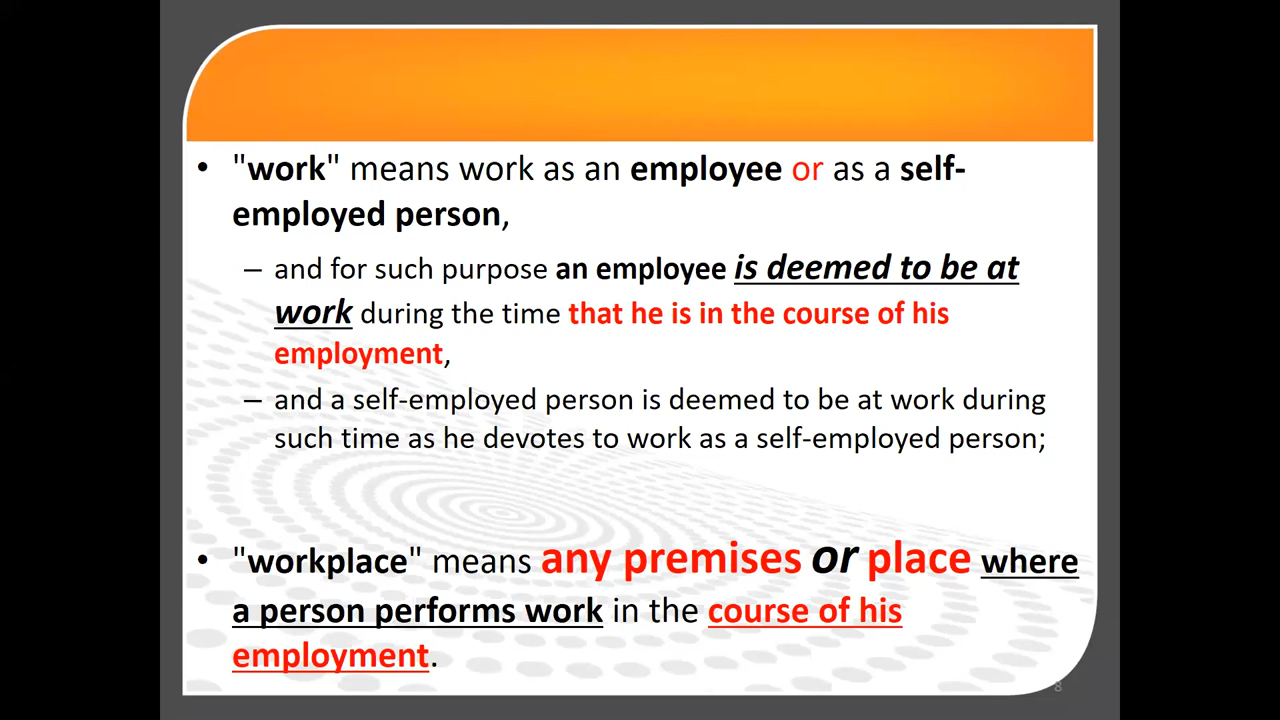 • "work" means work as an employee or as a self-
employed person,
– and for such purpose an employee is deemed to be at
work during the time that he is in the course of his
employment,
– and a self-employed person is deemed to be at work during
such time as he devotes to work as a self-employed person;
• "workplace" means any premises or place where
a person performs work in the course of his
employment.
8